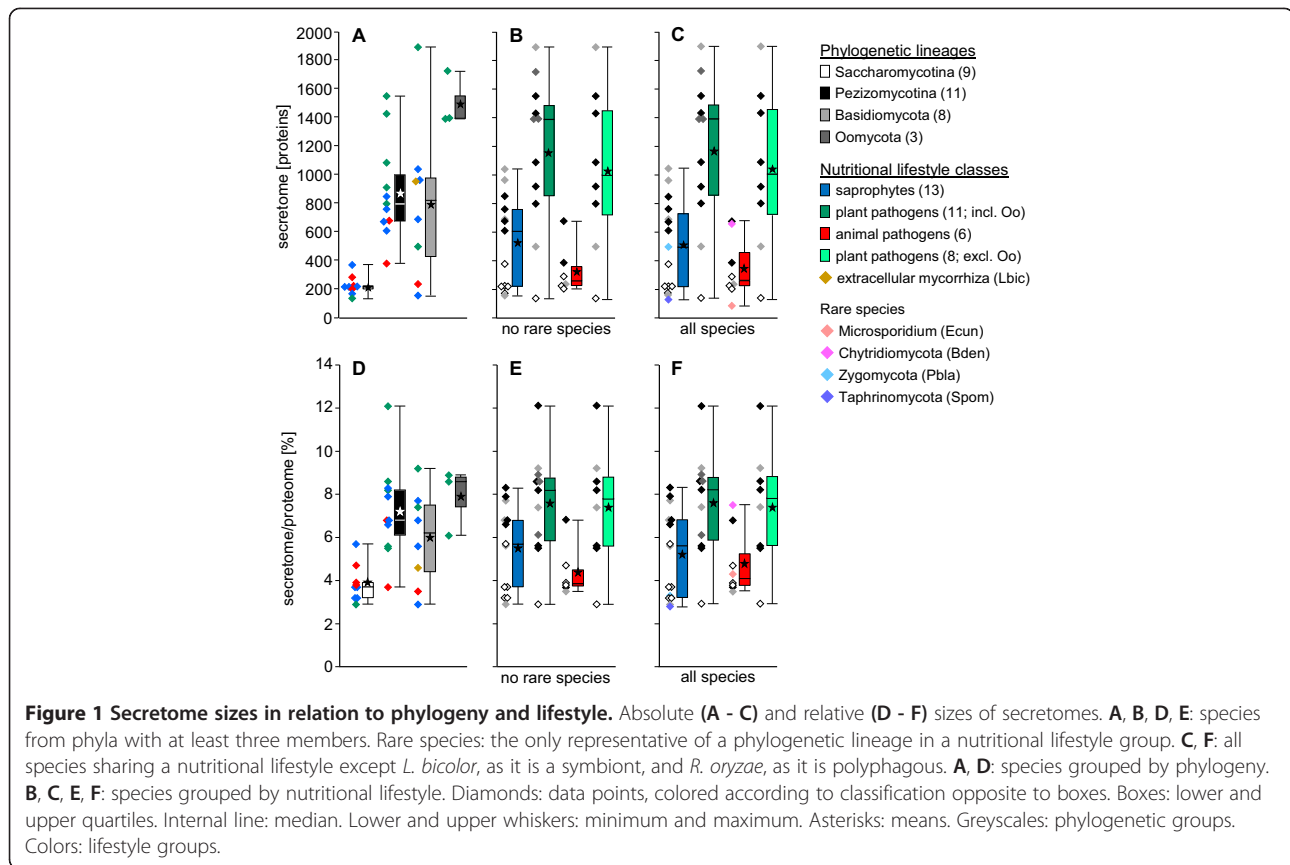 A
B
C
2000
1800
1600
1400
1200
1000
800
600
400
200
0
secretome [proteins]
no rare species
all species
D
E
F
14
12
10
8
6
4
2
0
secretome/proteome [%]
no rare species
all species
Phylogenetic lineages
Saccharomycotina (9)
Pezizomycotina (11)
Basidiomycota (8)
Oomycota (3)
Nutritional lifestyle classes
saprophytes (13)
plant pathogens (11; incl. Oo)
animal pathogens (6)
plant pathogens (8; excl. Oo)
extracellular mycorrhiza (Lbic)
Rare species
Microsporidium (Ecun)
Chytridiomycota (Bden)
Zygomycota (Pbla)
Taphrinomycota (Spom)
Figure 1 Secretome sizes in relation to phylogeny and lifestyle. Absolute (A - C) and relative (D - F) sizes of secretomes. A, B, D, E: species
from phyla with at least three members. Rare species: the only representative of a phylogenetic lineage in a nutritional lifestyle group. C, F: all
species sharing a nutritional lifestyle except L. bicolor, as it is a symbiont, and R. oryzae, as it is polyphagous. A, D: species grouped by phylogeny.
B, C, E, F: species grouped by nutritional lifestyle. Diamonds: data points, colored according to classification opposite to boxes. Boxes: lower and
upper quartiles. Internal line: median. Lower and upper whiskers: minimum and maximum. Asterisks: means. Greyscales: phylogenetic groups.
Colors: lifestyle groups.